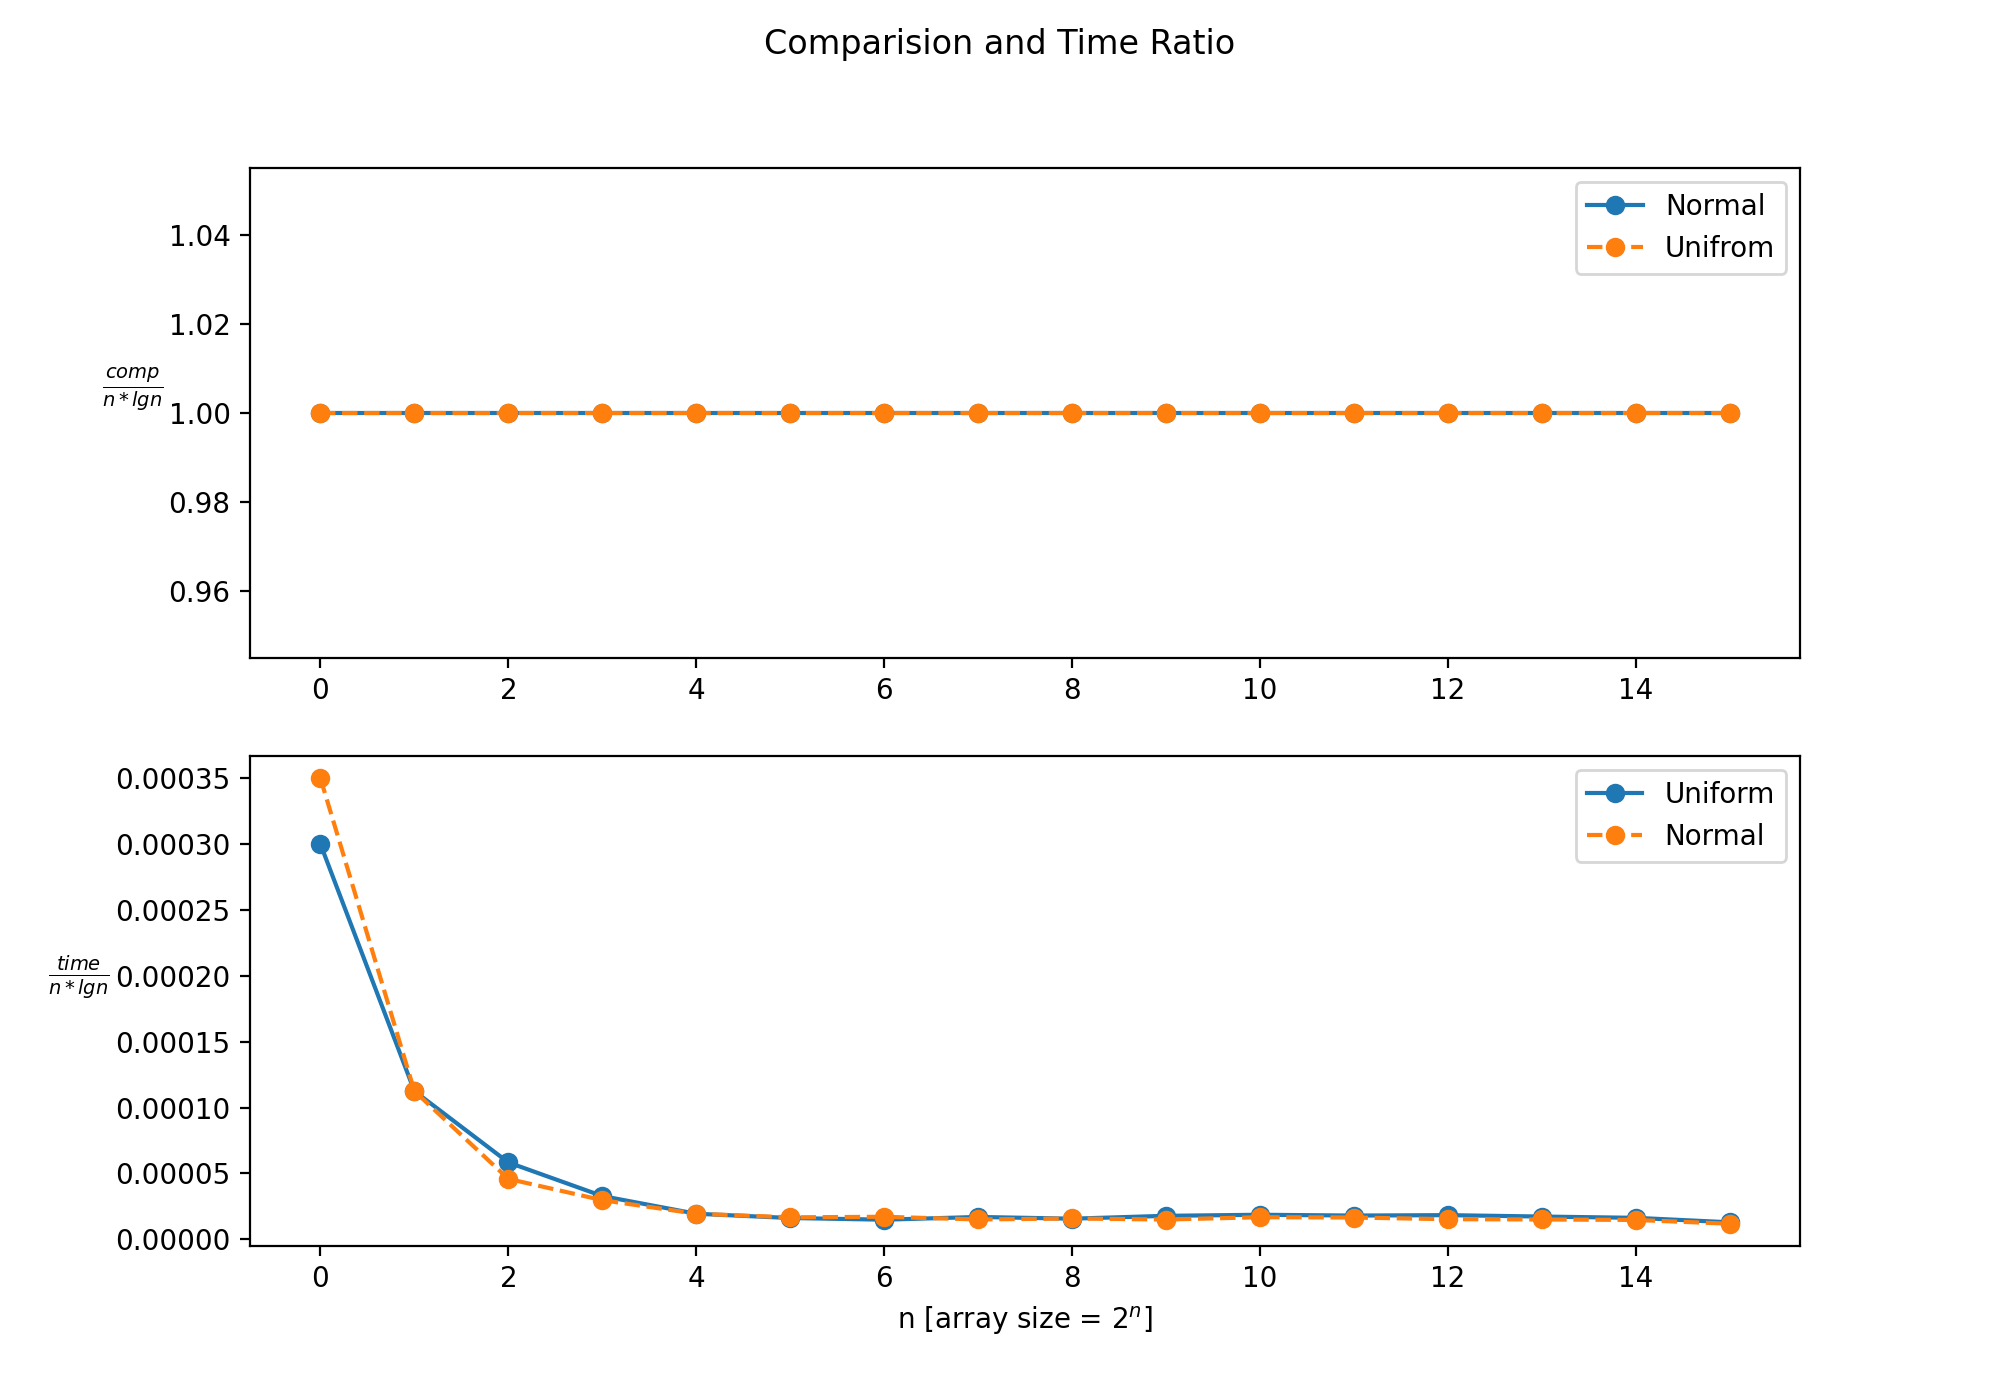 Comparision and Time Ratio
Normal
Unifrom
1.04
1.02
1.00
0.98
0.96
comp
n * lgn
0 2 4 6 8 10 12 14
Uniform
Normal
0.00035
0.00030
0.00025
0.00020
0.00015
0.00010
0.00005
0.00000
time
n * lgn
0 2 4 6 8 10 12 14
n [array size = 2^n]